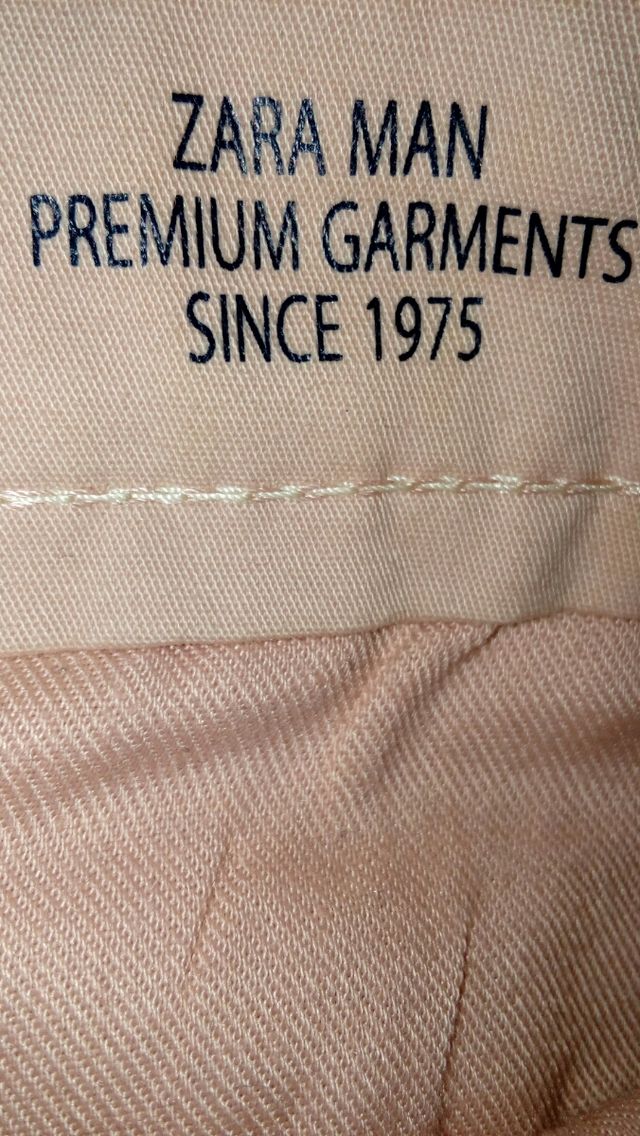 ZARA MAN
PREMIUM GARMENTS
SINCE 1975